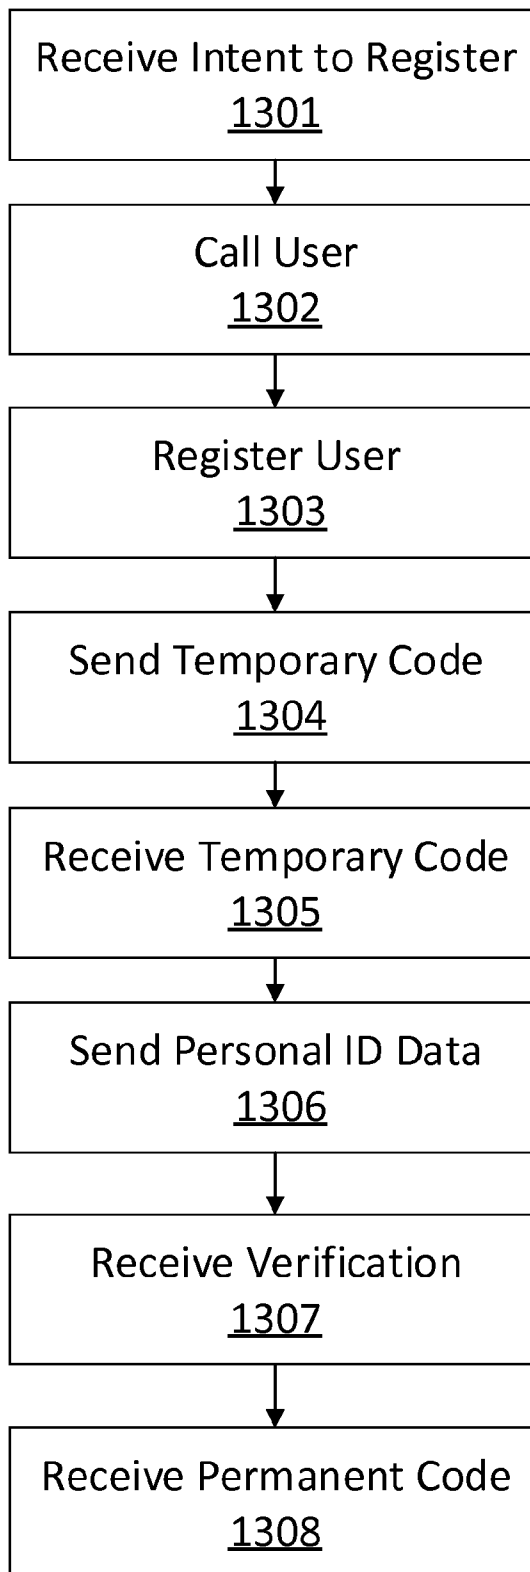 Receive Intent to Register
1301
Call User
1302
Register User
1303
Send Temporary Code
1304
Receive Temporary Code
1305
Send Personal ID Data
1306
Receive Verification
1307
Receive Permanent Code
1308